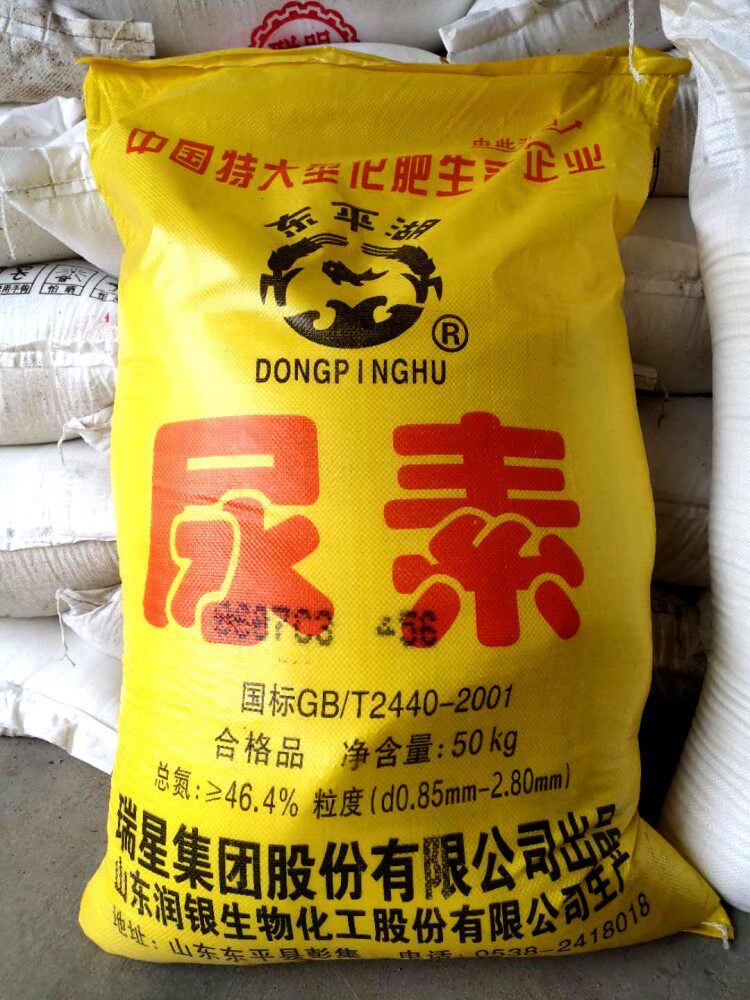 中国特大型化肥生产企业
东平湖
®
DONGPINGHU
尿素
国标GB/T2440-2001
合格品 净含量:50kg
总氮:≥46.4% 粒度(d0.85mm-2.80mm)
瑞星集团股份有限公司出品
山东润银生物化工股份有限公司生产
地址:山东东平县彭集 电话:0538-2418018
怕晒